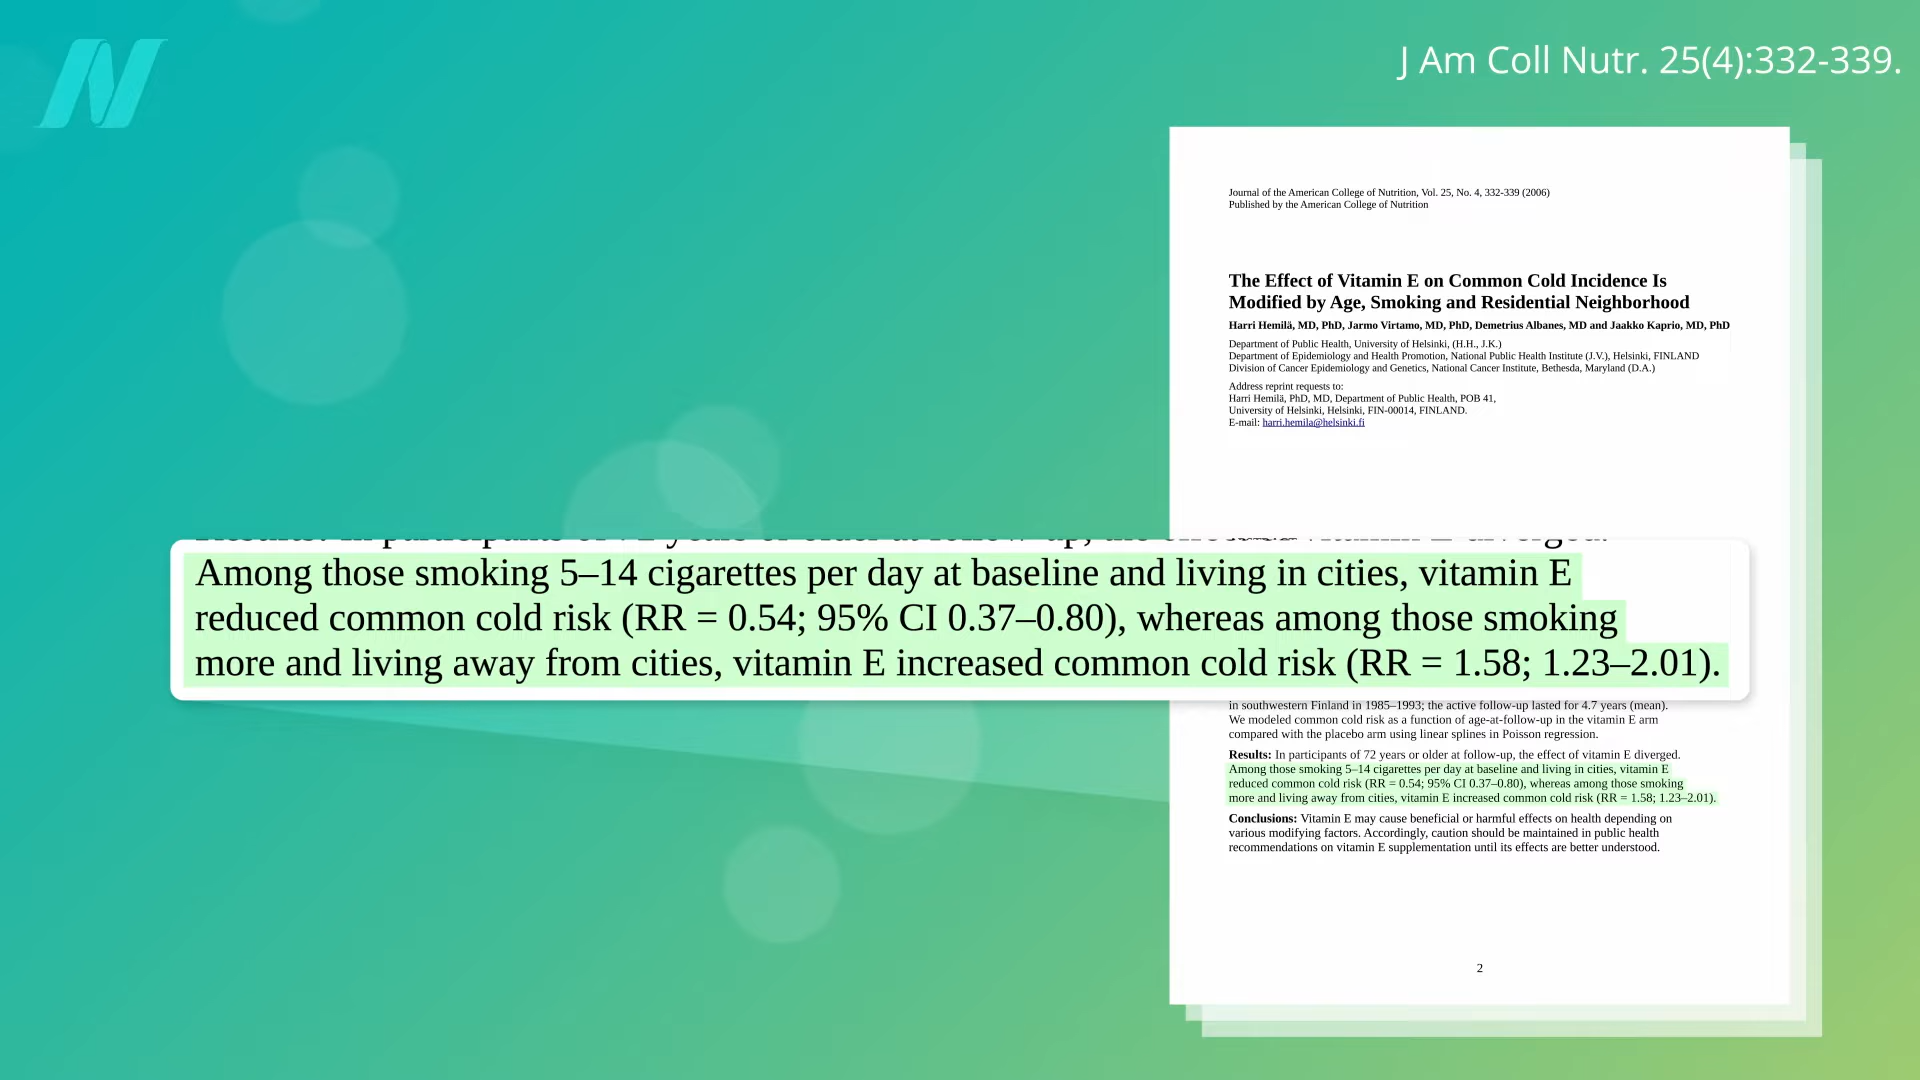 J Am Coll Nutr. 25(4):332-339.
Journal of the American College of Nutrition, Vol. 25, No. 4, 332-339 (2006)
Published by the American College of Nutrition
The Effect of Vitamin E on Common Cold Incidence Is
Modified by Age, Smoking and Residential Neighborhood
Harri Hemilä, MD, PhD, Jarmo Virtamo, MD, PhD, Demetrius Albanes, MD and Jaakko Kaprio, MD, PhD
Department of Public Health, University of Helsinki, (H.H., J.K.)
Department of Epidemiology and Health Promotion, National Public Health Institute (J.V.), Helsinki, FINLAND
Division of Cancer Epidemiology and Genetics, National Cancer Institute, Bethesda, Maryland (D.A.)
Address reprint requests to:
Harri Hemilä, PhD, MD, Department of Public Health, POB 41,
University of Helsinki, Helsinki, FIN-00014, FINLAND.
E-mail: harri.hemila@helsinki.fi
Among those smoking 5–14 cigarettes per day at baseline and living in cities, vitamin E
reduced common cold risk (RR = 0.54; 95% CI 0.37–0.80), whereas among those smoking
more and living away from cities, vitamin E increased common cold risk (RR = 1.58; 1.23–2.01).
in southwestern Finland in 1985–1993; the active follow-up lasted for 4.7 years (mean).
We modeled common cold risk as a function of age-at-follow-up in the vitamin E arm
compared with the placebo arm using linear splines in Poisson regression.
Results: In participants of 72 years or older at follow-up, the effect of vitamin E diverged.
Among those smoking 5–14 cigarettes per day at baseline and living in cities, vitamin E
reduced common cold risk (RR = 0.54; 95% CI 0.37–0.80), whereas among those smoking
more and living away from cities, vitamin E increased common cold risk (RR = 1.58; 1.23–2.01).
Conclusions: Vitamin E may cause beneficial or harmful effects on health depending on
various modifying factors. Accordingly, caution should be maintained in public health
recommendations on vitamin E supplementation until its effects are better understood.
2